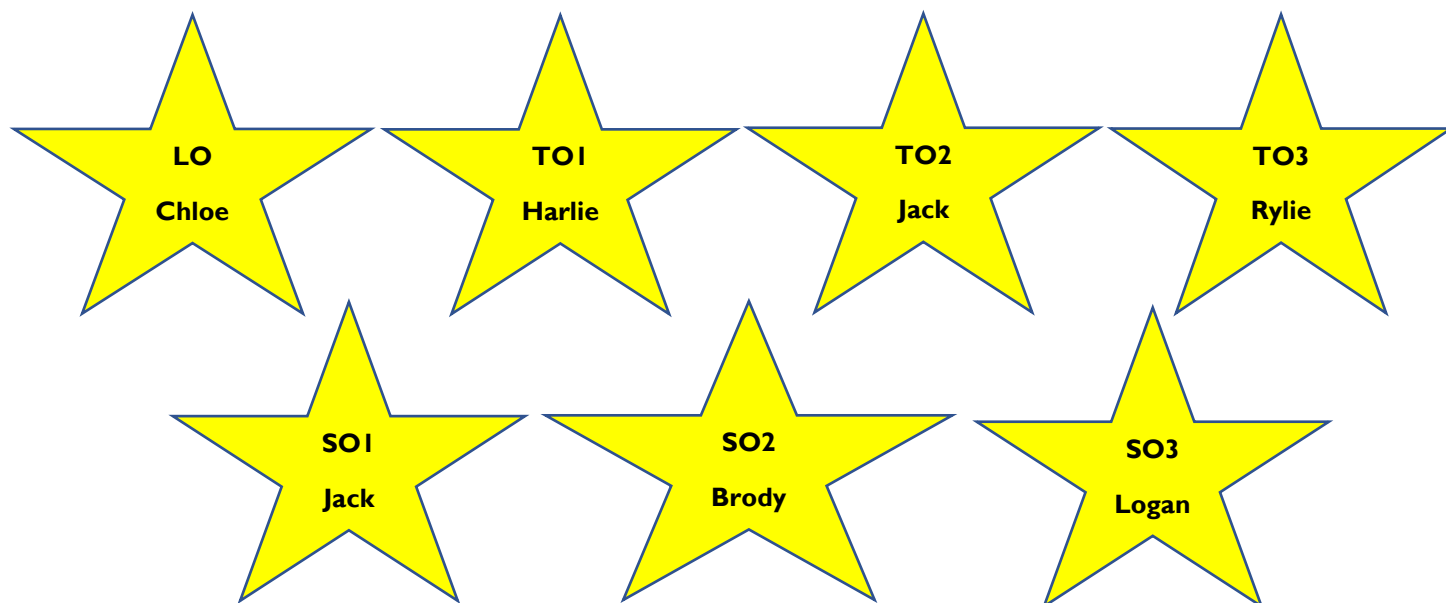 LO
Chloe
TO1
Harlie
TO2
Jack
TO3
Rylie
SO1
Jack
SO2
Brody
SO3
Logan